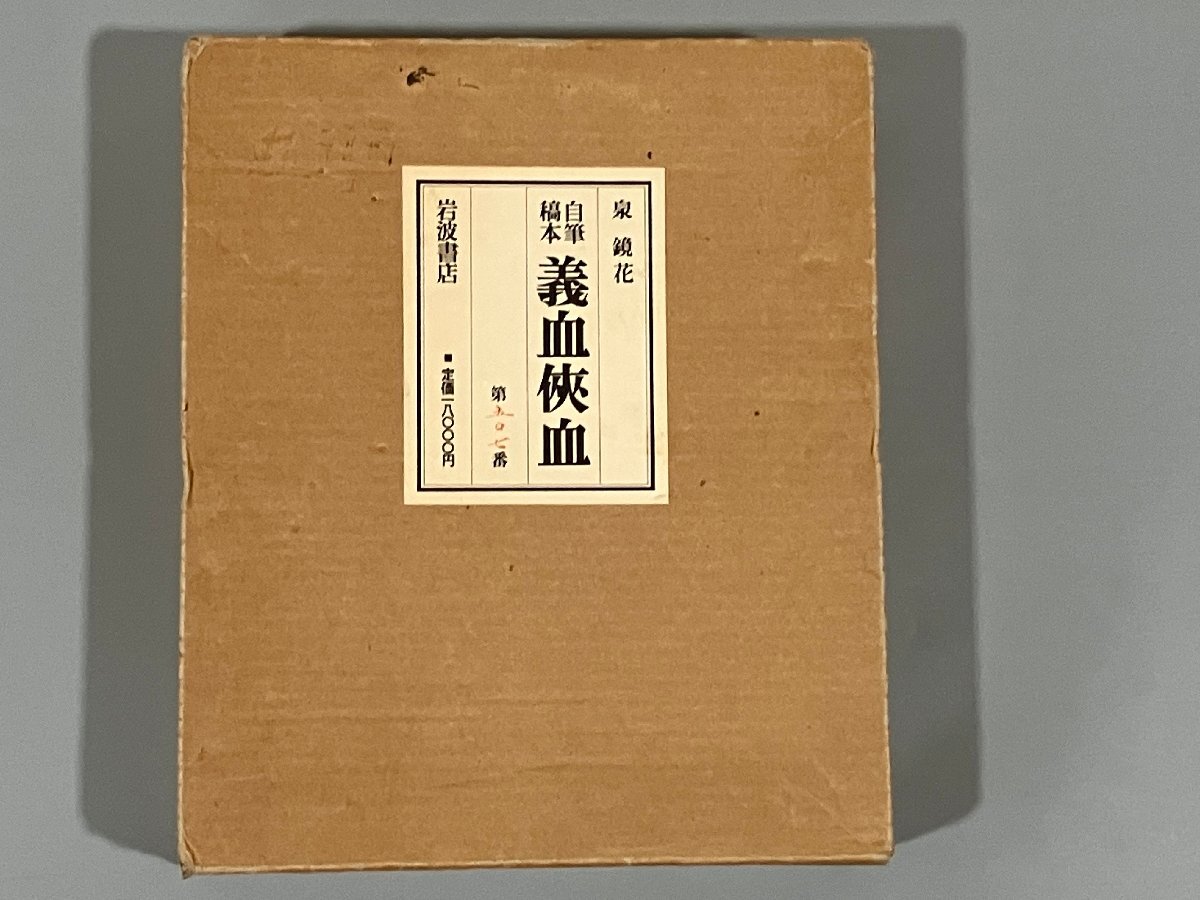 泉 鏡花
自筆
稿本
義血俠血
第五〇七番
岩波書店
■定価一八〇〇〇円